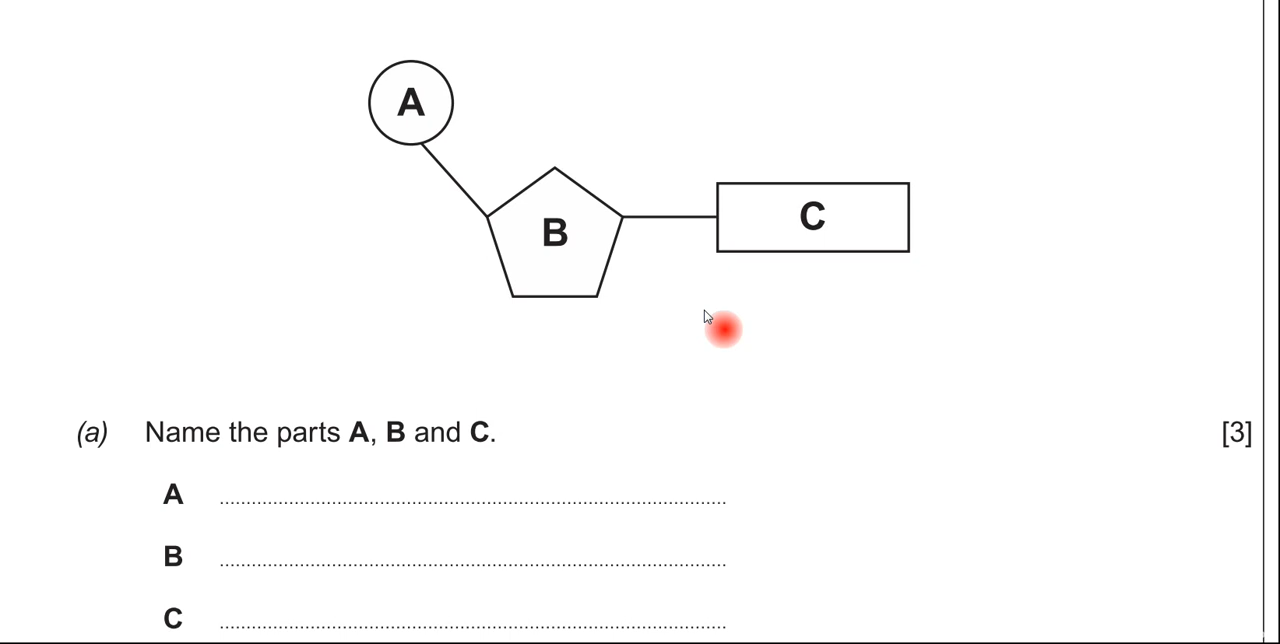 A
B
C
(a) Name the parts A, B and C. [3]
A ........................................................................................
B ........................................................................................
C ........................................................................................